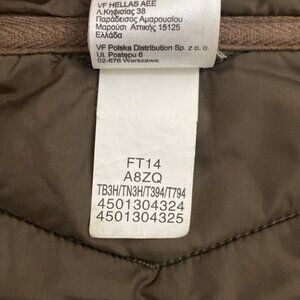 VF HELLAS AEE
Λ.Κηφισίας 38
Παράδεισος Αμαρουσίου
Μαρούσι Αττικής 15125
Ελλάδα
VF Polska Distribution Sp. z o. o.
Ul. Postępu 6
02-676 Warszawa.
FT14
A8ZQ
TB3H/TN3H/T394/T794
4501304324
4501304325